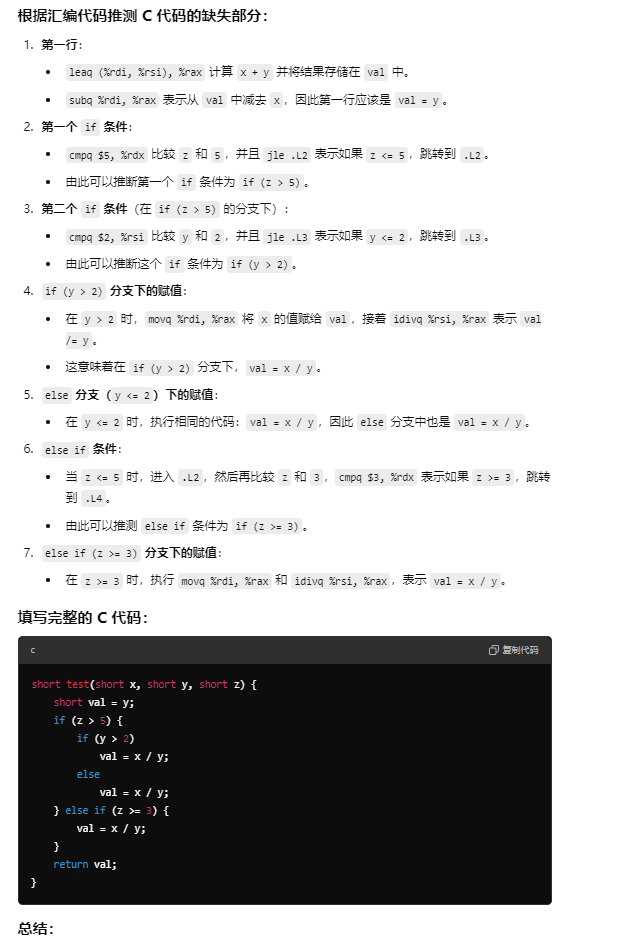 根据汇编代码推测 C 代码的缺失部分：
1. 第一行：
• leaq (%rdi, %rsi), %rax 计算 x + y 并将结果存储在 val 中。
• subq %rdi, %rax 表示从 val 中减去 x，因此第一行应该是 val = y。
2. 第一个 if 条件：
• cmpq $5, %rdx 比较 z 和 5，并且 jle .L2 表示如果 z <= 5，跳转到 .L2。
• 由此可以推断第一个 if 条件为 if (z > 5)。
3. 第二个 if 条件（在 if (z > 5) 的分支下）：
• cmpq $2, %rsi 比较 y 和 2，并且 jle .L3 表示如果 y <= 2，跳转到 .L3。
• 由此可以推断这个 if 条件为 if (y > 2)。
4. if (y > 2) 分支下的赋值：
• 在 y > 2 时，movq %rdi, %rax 将 x 的值赋给 val，接着 idivq %rsi, %rax 表示 val
/= y。
• 这意味着在 if (y > 2) 分支下，val = x / y。
5. else 分支（y <= 2）下的赋值：
• 在 y <= 2 时，执行相同的代码：val = x / y，因此 else 分支中也是 val = x / y。
6. else if 条件：
• 当 z <= 5 时，进入 .L2，然后再比较 z 和 3，cmpq $3, %rdx 表示如果 z >= 3，跳转
到 .L4。
• 由此可以推测 else if 条件为 if (z >= 3)。
7. else if (z >= 3) 分支下的赋值：
• 在 z >= 3 时，执行 movq %rdi, %rax 和 idivq %rsi, %rax，表示 val = x / y。
填写完整的 C 代码：
c 复制代码
short test(short x, short y, short z) {
    short val = y;
    if (z > 5) {
        if (y > 2)
            val = x / y;
        else
            val = x / y;
    } else if (z >= 3) {
        val = x / y;
    }
    return val;
}
总结：